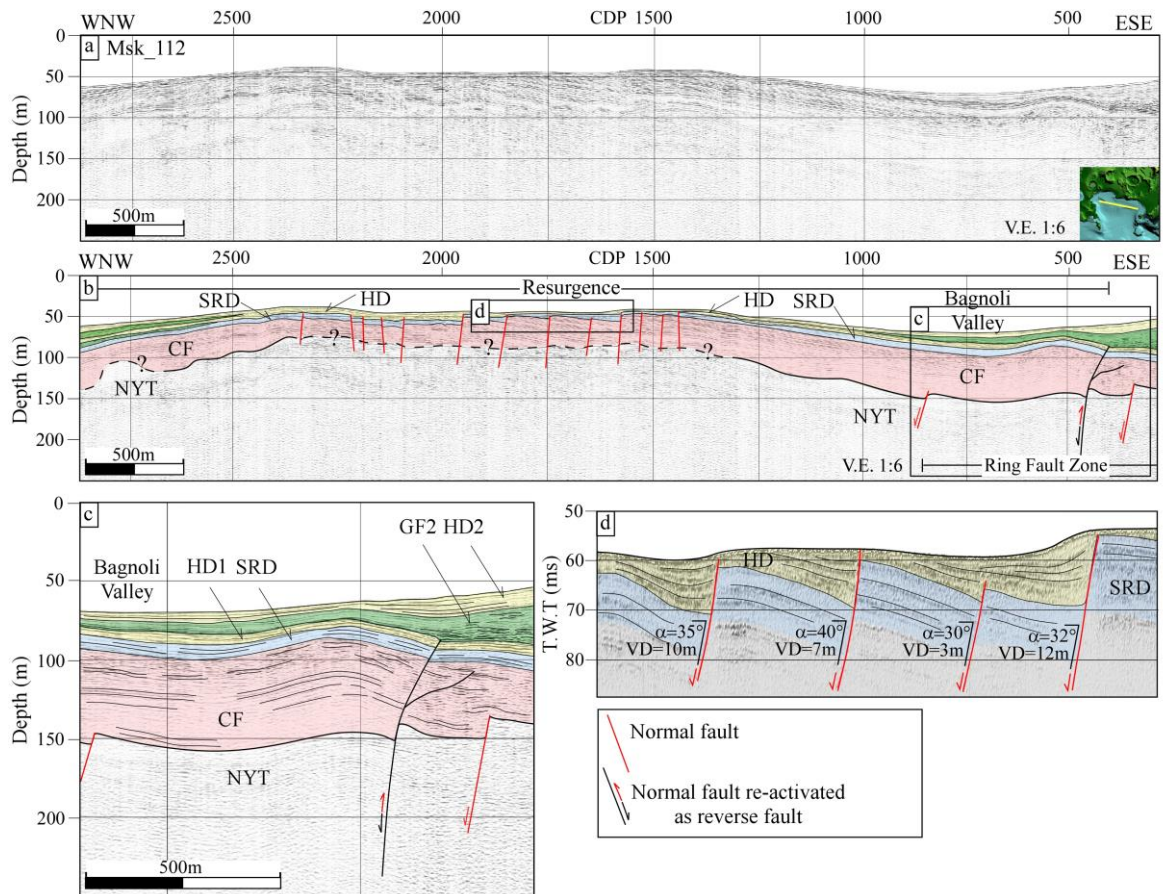 WNW 2500 2000 CDP 1500 1000 500 ESE
0
a Msk_112
50
100
150
200
Depth (m)
500m
V.E. 1:6
WNW 2500 2000 CDP 1500 1000 500 ESE
0
b
Resurgence
SRD HD d HD SRD Bagnoli
Valley c
50
CF ? ? ? ?
100
NYT CF
150
NYT
200
Depth (m)
500m
V.E. 1:6 Ring Fault Zone
0
c
GF2 HD2
Bagnoli
Valley
HD1 SRD
50
100
CF
150
NYT
200
Depth (m)
500m
50
d
HD
60
SRD
70
α=35° α=40° α=30° α=32°
VD=10m VD=7m VD=3m VD=12m
80
T.W.T (ms)
Normal fault
Normal fault re-activated
as reverse fault